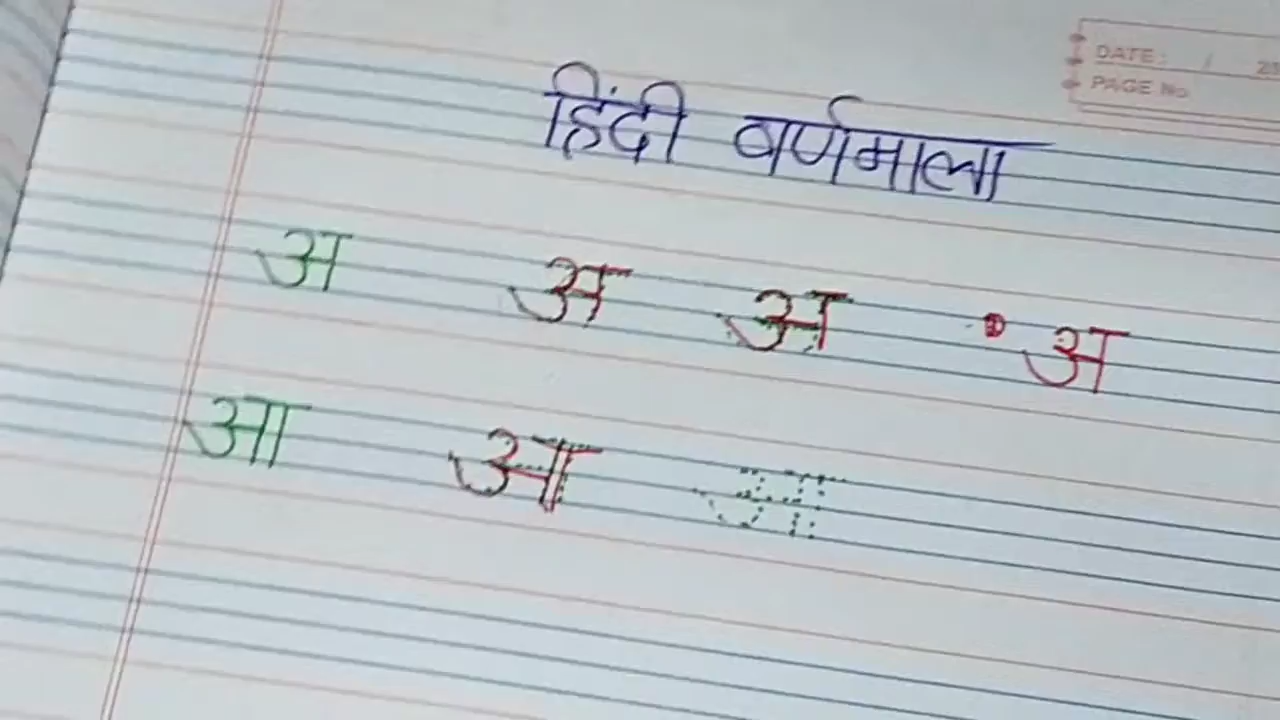 DATE: /
PAGE No
हिंदी वर्णमाला
अ अ अ अ
आ आ आ